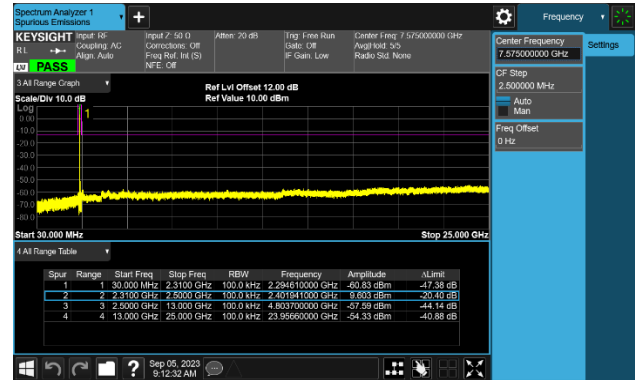 Spectrum Analyzer 1
Spurious Emissions
Frequency
KEYSIGHT
Input: RF
Input Z: 50 Ω
Atten: 20 dB
Trig: Free Run
Center Freq: 7.575000000 GHz
RL
Coupling: AC
Corrections: Off
Gate: Off
Avg|Hold: 5/5
Align: Auto
Freq Ref: Int (S)
IF Gain: Low
Radio Std: None
NFE: Off
LXI
PASS
Center Frequency
7.575000000 GHz
Settings
CF Step
2.500000 MHz
Auto
Man
Freq Offset
0 Hz
3 All Range Graph
Ref Lvl Offset 12.00 dB
Scale/Div 10.0 dB
Ref Value 10.00 dBm
Log
1
0.00
-10.0
-20.0
-30.0
-40.0
-50.0
-60.0
-70.0
-80.0
Start 30.000 MHz
Stop 25.000 GHz
4 All Range Table
Spur Range Start Freq Stop Freq RBW Frequency Amplitude ΔLimit
1 1 30.000 MHz 2.3100 GHz 100.0 kHz 2.294610000 GHz -60.83 dBm -47.38 dB
2 2 2.3100 GHz 2.5000 GHz 100.0 kHz 2.401941000 GHz 9.603 dBm -20.40 dB
3 3 2.5000 GHz 13.000 GHz 100.0 kHz 4.803700000 GHz -57.59 dBm -44.14 dB
4 4 13.000 GHz 25.000 GHz 100.0 kHz 23.95660000 GHz -54.33 dBm -40.88 dB
?
Sep 05, 2023
9:12:32 AM